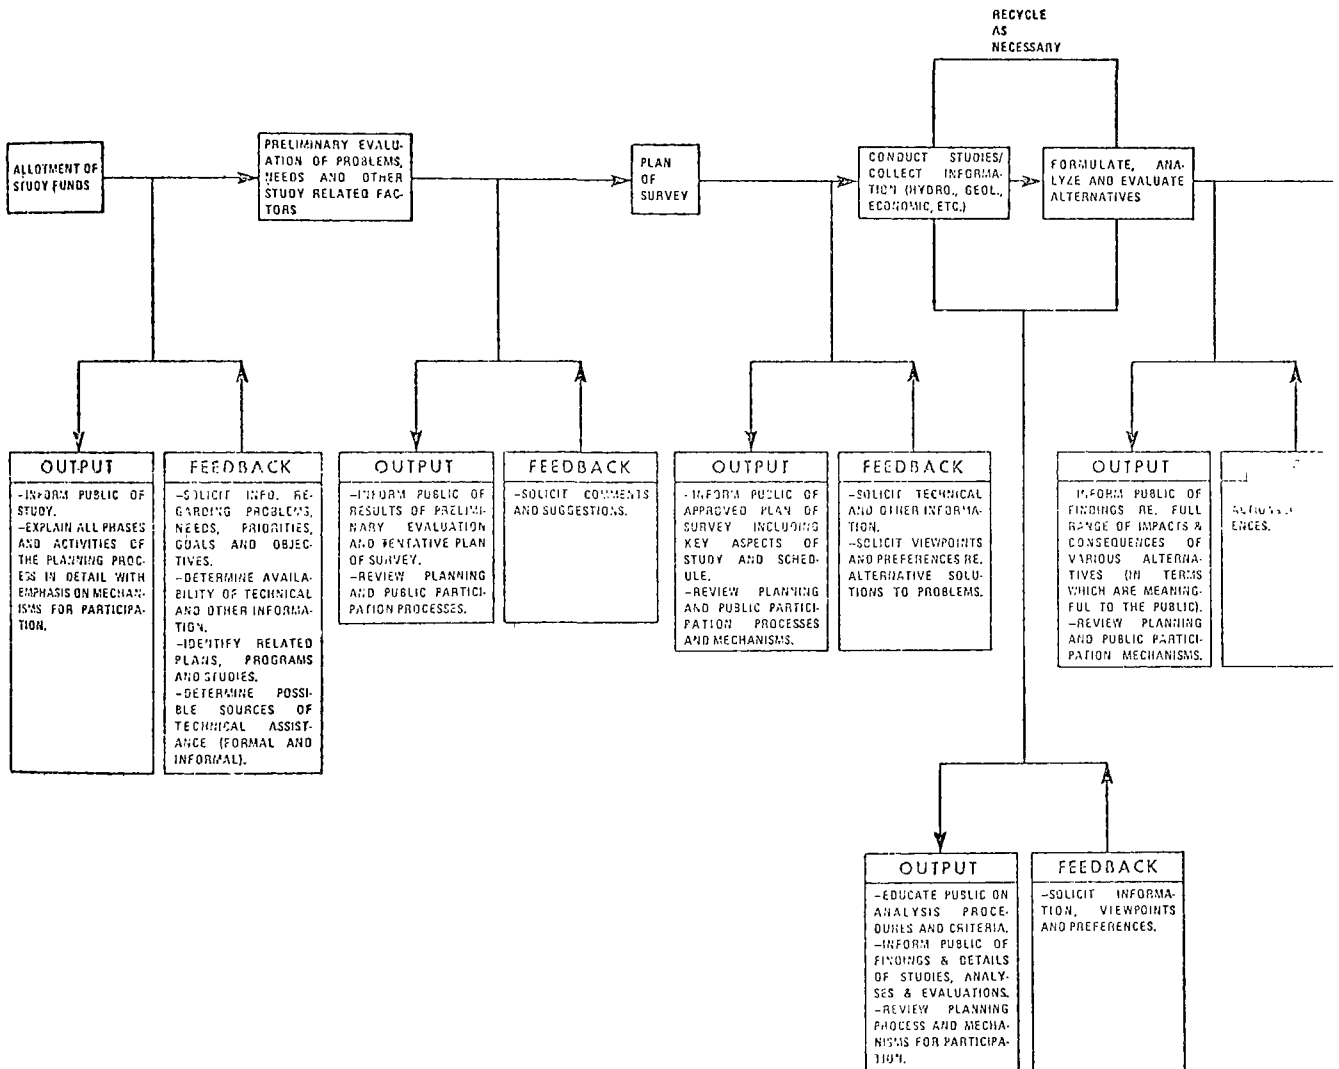 RECYCLE
AS
NECESSARY
ALLOTMENT OF
STUDY FUNDS
PRELIMINARY EVALU-
ATION OF PROBLEMS,
NEEDS AND OTHER
STUDY RELATED FAC-
TORS
PLAN
OF
SURVEY
CONDUCT STUDIES/
COLLECT INFORMA-
TION (HYDRO., GEOL.,
ECONOMIC, ETC.)
FORMULATE, ANA-
LYZE AND EVALUATE
ALTERNATIVES
OUTPUT
-INFORM PUBLIC OF
STUDY.
-EXPLAIN ALL PHASES
AND ACTIVITIES OF
THE PLANNING PROC-
ESS IN DETAIL WITH
EMPHASIS ON MECHAN-
ISMS FOR PARTICIPA-
TION.
FEEDBACK
-SOLICIT INFO. RE-
GARDING PROBLEMS,
NEEDS, PRIORITIES,
GOALS AND OBJEC-
TIVES.
-DETERMINE AVAILA-
BILITY OF TECHNICAL
AND OTHER INFORMA-
TION.
-IDENTIFY RELATED
PLANS, PROGRAMS
AND STUDIES.
-DETERMINE POSSI-
BLE SOURCES OF
TECHNICAL ASSIST-
ANCE (FORMAL AND
INFORMAL).
OUTPUT
-INFORM PUBLIC OF
RESULTS OF PRELIMI-
NARY EVALUATION
AND TENTATIVE PLAN
OF SURVEY.
-REVIEW PLANNING
AND PUBLIC PARTICI-
PATION PROCESSES.
FEEDBACK
-SOLICIT COMMENTS
AND SUGGESTIONS.
OUTPUT
-INFORM PUBLIC OF
APPROVED PLAN OF
SURVEY INCLUDING
KEY ASPECTS OF
STUDY AND SCHED-
ULE.
-REVIEW PLANNING
AND PUBLIC PARTICI-
PATION PROCESSES
AND MECHANISMS.
FEEDBACK
-SOLICIT TECHNICAL
AND OTHER INFORMA-
TION.
-SOLICIT VIEWPOINTS
AND PREFERENCES RE.
ALTERNATIVE SOLU-
TIONS TO PROBLEMS.
OUTPUT
INFORM PUBLIC OF
FINDINGS RE. FULL
RANGE OF IMPACTS &
CONSEQUENCES OF
VARIOUS ALTERNA-
TIVES (IN TERMS
WHICH ARE MEANING-
FUL TO THE PUBLIC).
-REVIEW PLANNING
AND PUBLIC PARTICI-
PATION MECHANISMS.
ENCES.
OUTPUT
-EDUCATE PUBLIC ON
ANALYSIS PROCE-
DURES AND CRITERIA.
-INFORM PUBLIC OF
FINDINGS & DETAILS
OF STUDIES, ANALY-
SES & EVALUATIONS.
-REVIEW PLANNING
PROCESS AND MECHA-
NISMS FOR PARTICIPA-
TION.
FEEDBACK
-SOLICIT INFORMA-
TION, VIEWPOINTS
AND PREFERENCES.